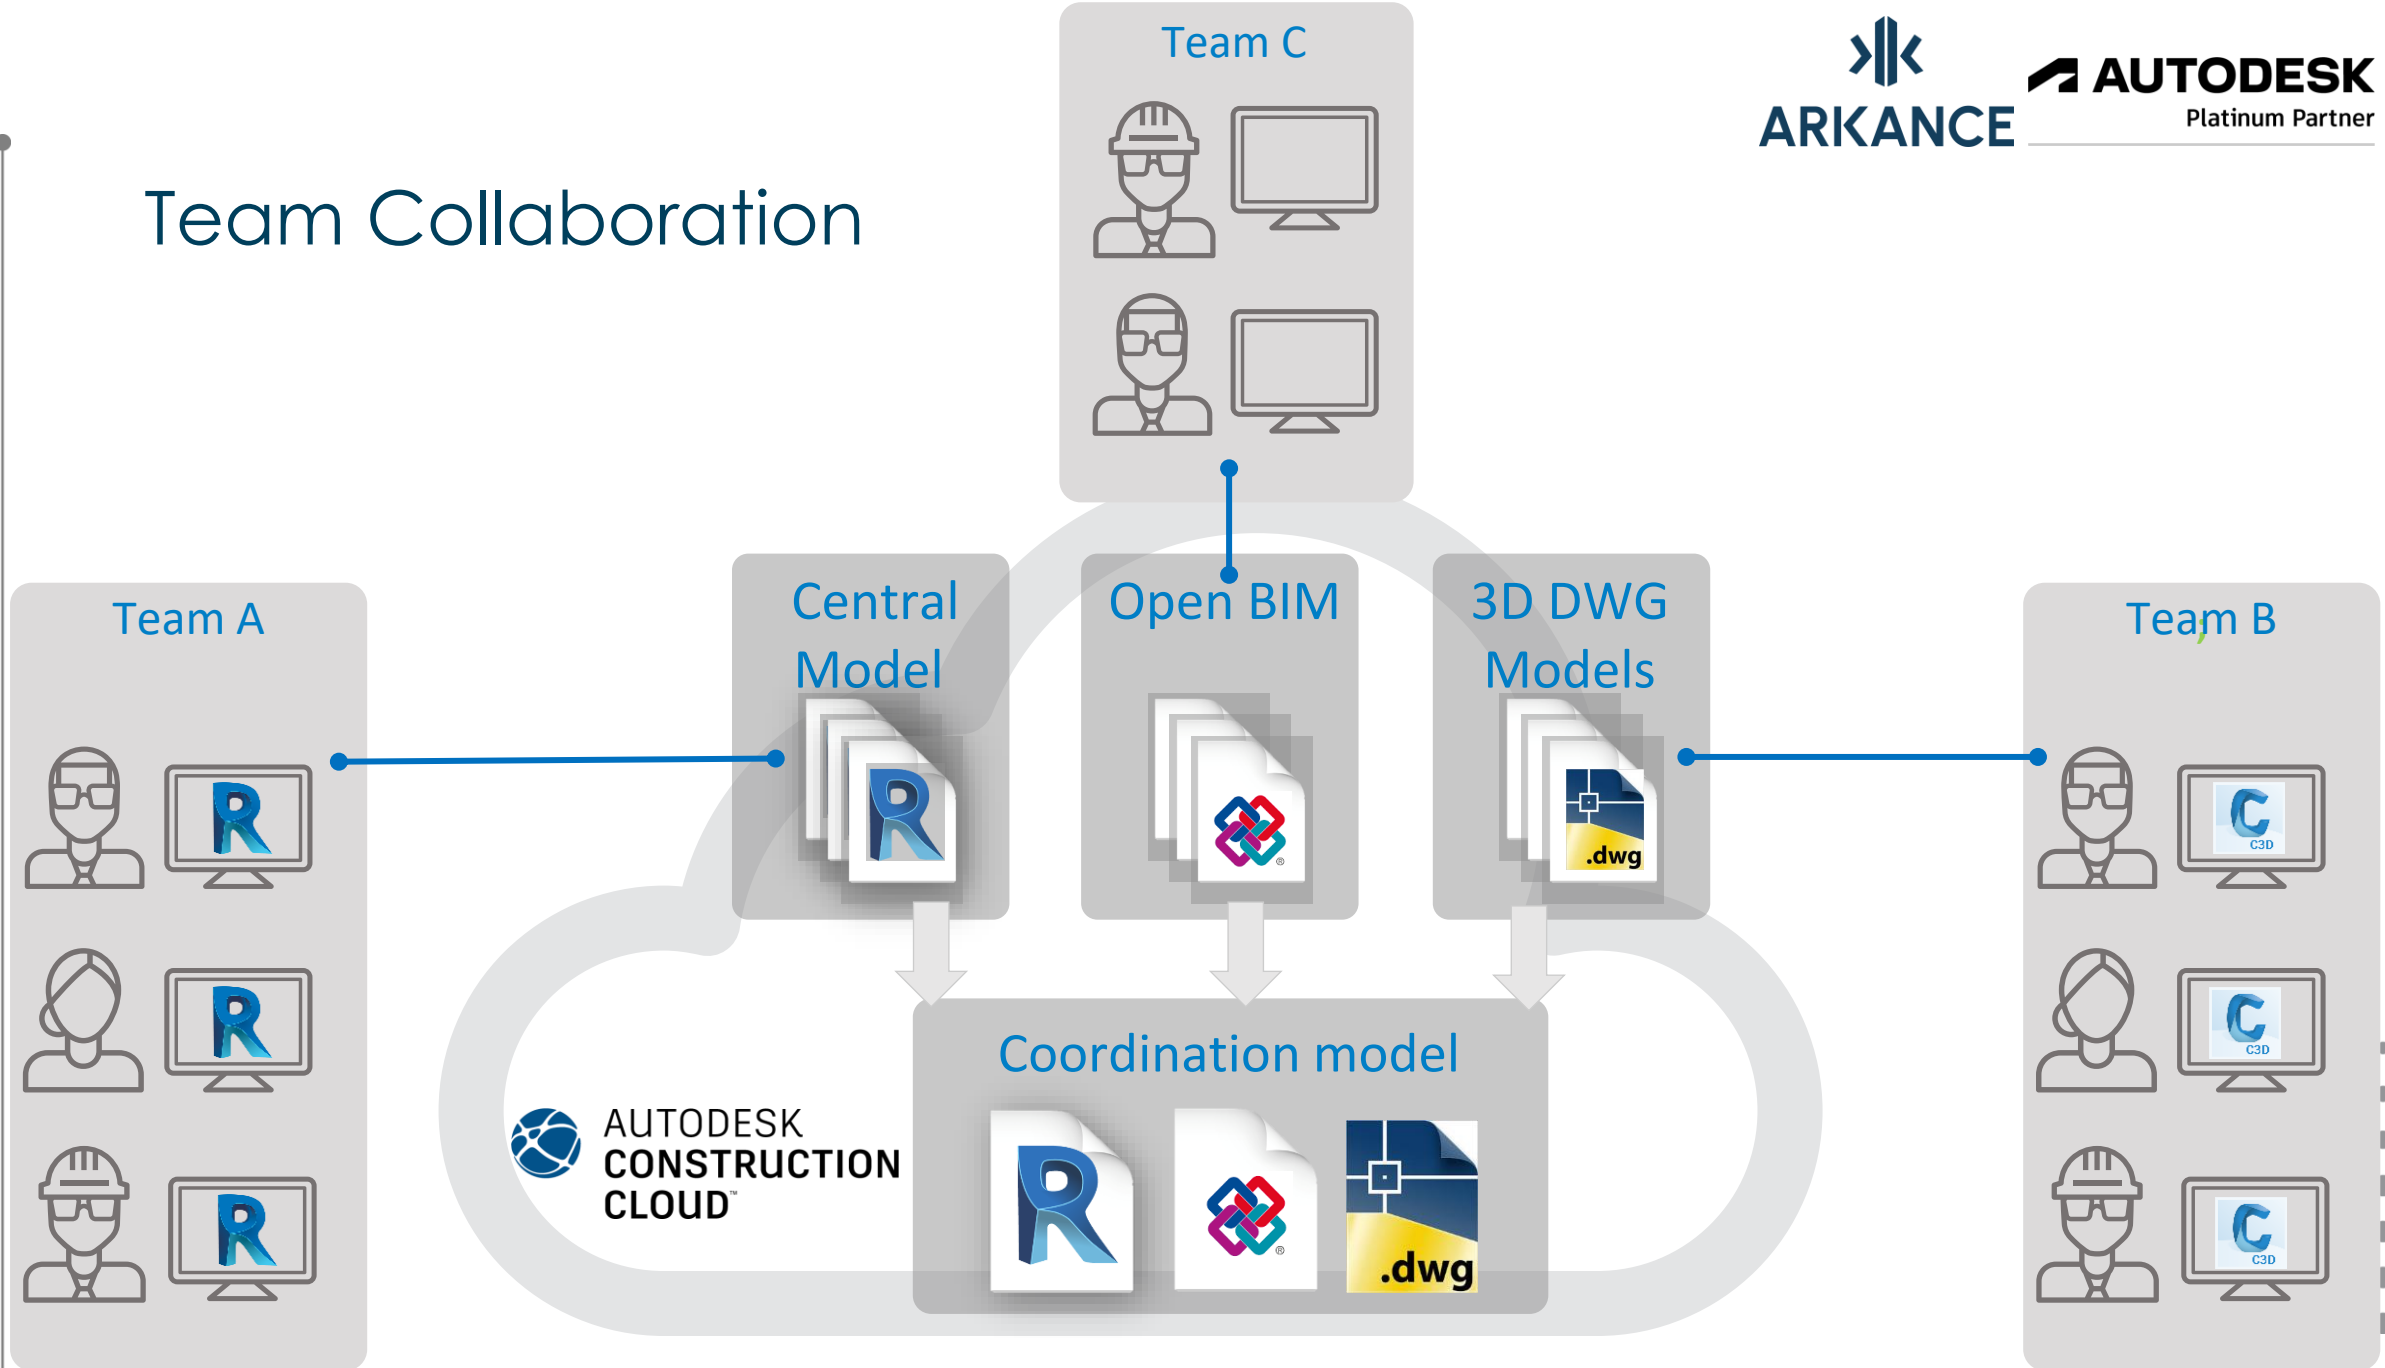 Team C
ARKANCE
AUTODESK
Platinum Partner
Team Collaboration
Team A
Central
Model
Open BIM
3D DWG
Models
Team B
;
R
R
R
R
.dwg
C
C3D
C
C3D
C
C3D
Coordination model
AUTODESK
CONSTRUCTION
CLOUD™
R
®
®
.dwg